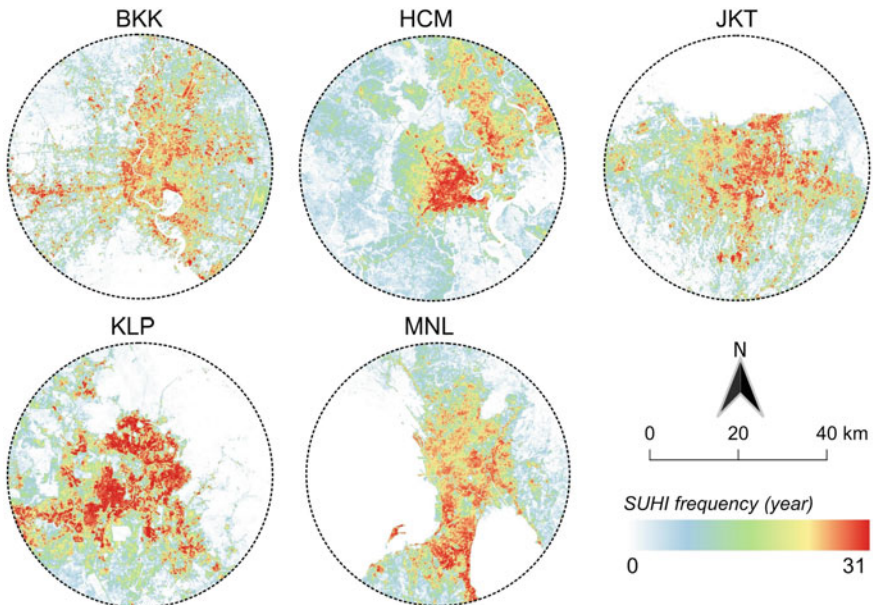 BKK
HCM
JKT
KLP
MNL
N
0 20 40 km
SUHI frequency (year)
0 31